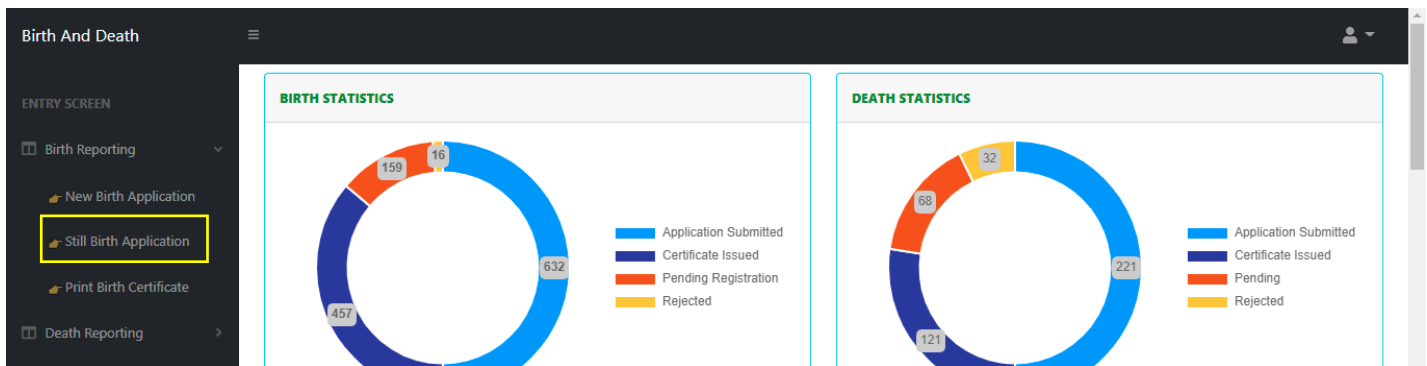 Birth And Death
ENTRY SCREEN
Birth Reporting
New Birth Application
Still Birth Application
Print Birth Certificate
Death Reporting
BIRTH STATISTICS
16
159
632
457
Application Submitted
Certificate Issued
Pending Registration
Rejected
DEATH STATISTICS
32
68
221
121
Application Submitted
Certificate Issued
Pending
Rejected